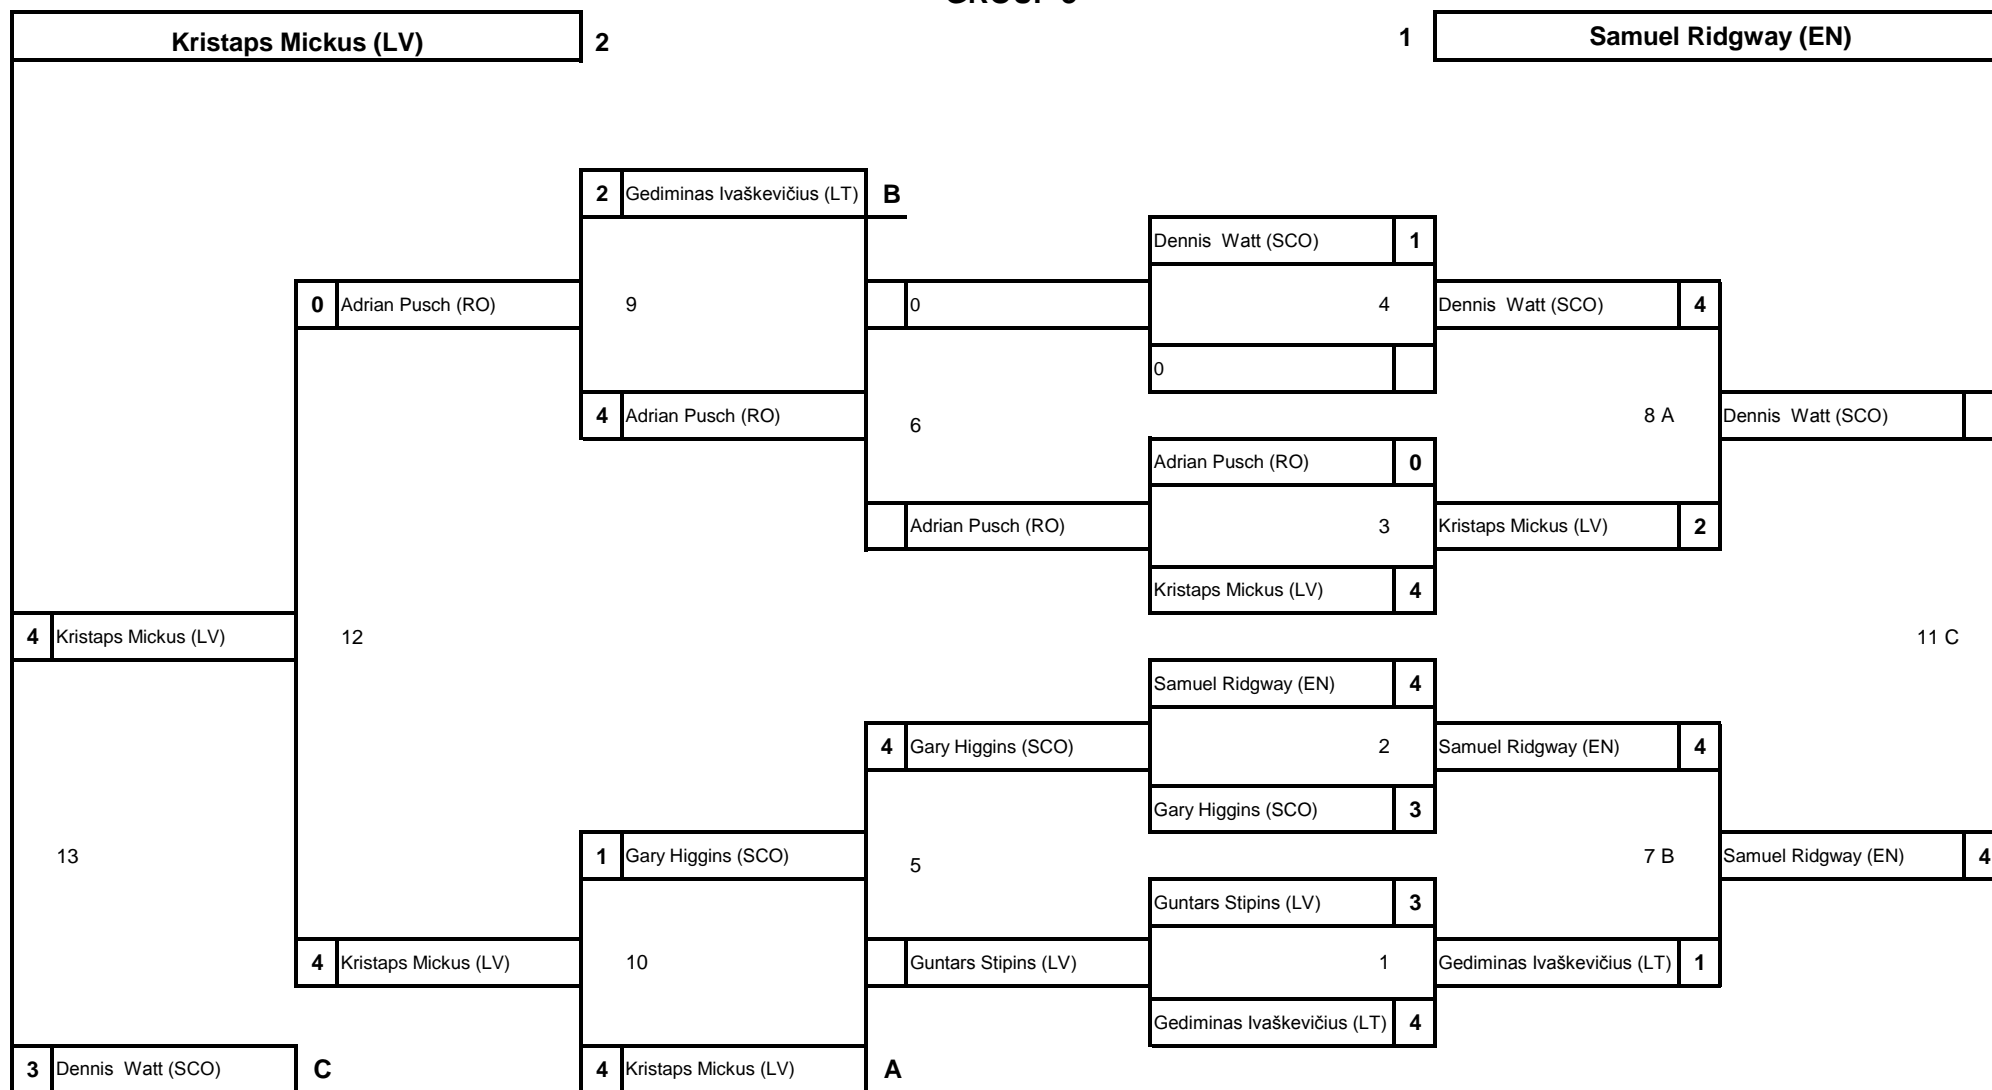 Kristaps Mickus (LV) 2 1 Samuel Ridgway (EN)
2 Gediminas Ivaškevičius (LT) B
Dennis Watt (SCO) 1
0 Adrian Pusch (RO) 9 0 4 Dennis Watt (SCO) 4
0
4 Adrian Pusch (RO) 6 8 A Dennis Watt (SCO)
Adrian Pusch (RO) 0
Adrian Pusch (RO) 3 Kristaps Mickus (LV) 2
Kristaps Mickus (LV) 4
4 Kristaps Mickus (LV) 12 11 C
Samuel Ridgway (EN) 4
4 Gary Higgins (SCO) 2 Samuel Ridgway (EN) 4
Gary Higgins (SCO) 3
13 1 Gary Higgins (SCO) 5 7 B Samuel Ridgway (EN) 4
Guntars Stipins (LV) 3
4 Kristaps Mickus (LV) 10 Guntars Stipins (LV) 1 Gediminas Ivaškevičius (LT) 1
Gediminas Ivaškevičius (LT) 4
3 Dennis Watt (SCO) C 4 Kristaps Mickus (LV) A